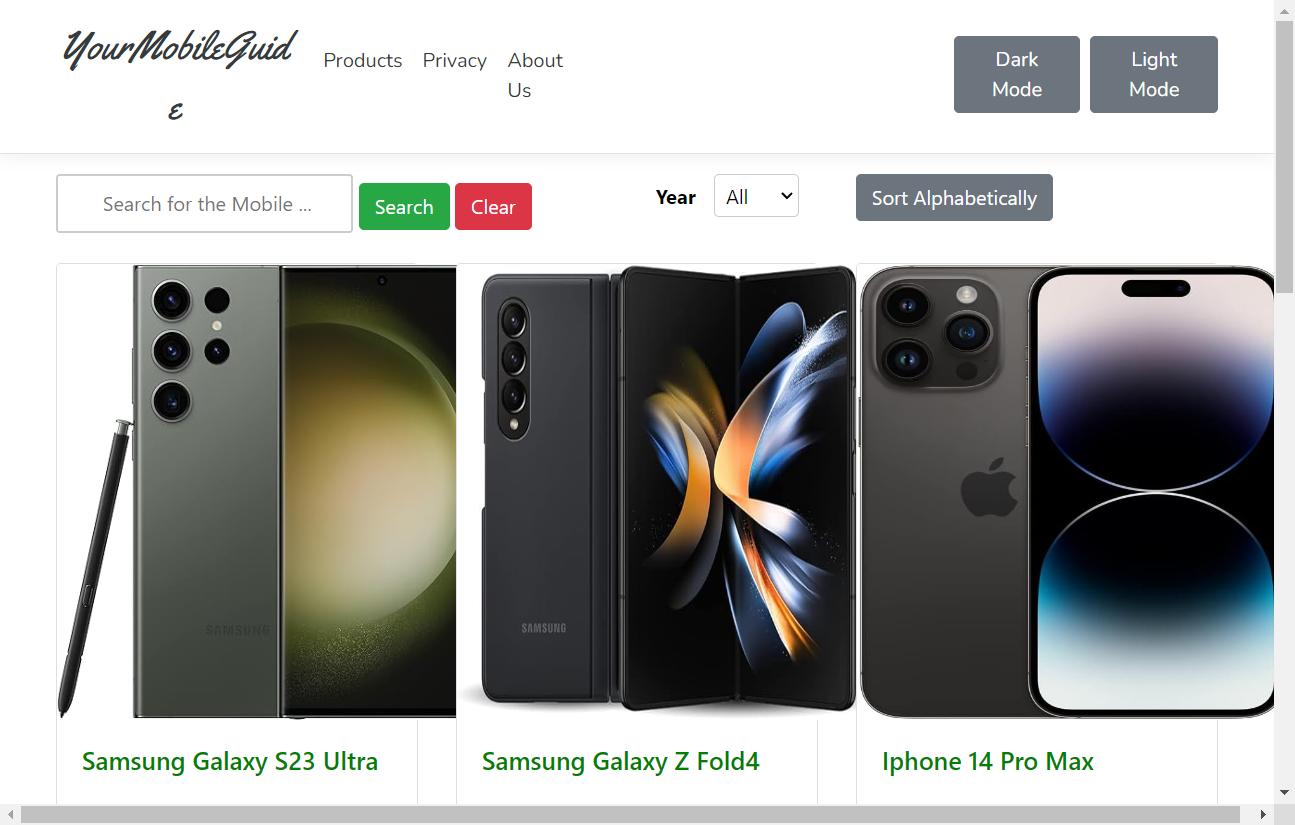 YourMobileGuid
e
Products
Privacy
About
Us
Dark
Mode
Light
Mode
Search for the Mobile ...
Search
Clear
Year
All
Sort Alphabetically
SAMSUNG
SAMSUNG
Samsung Galaxy S23 Ultra
Samsung Galaxy Z Fold4
Iphone 14 Pro Max